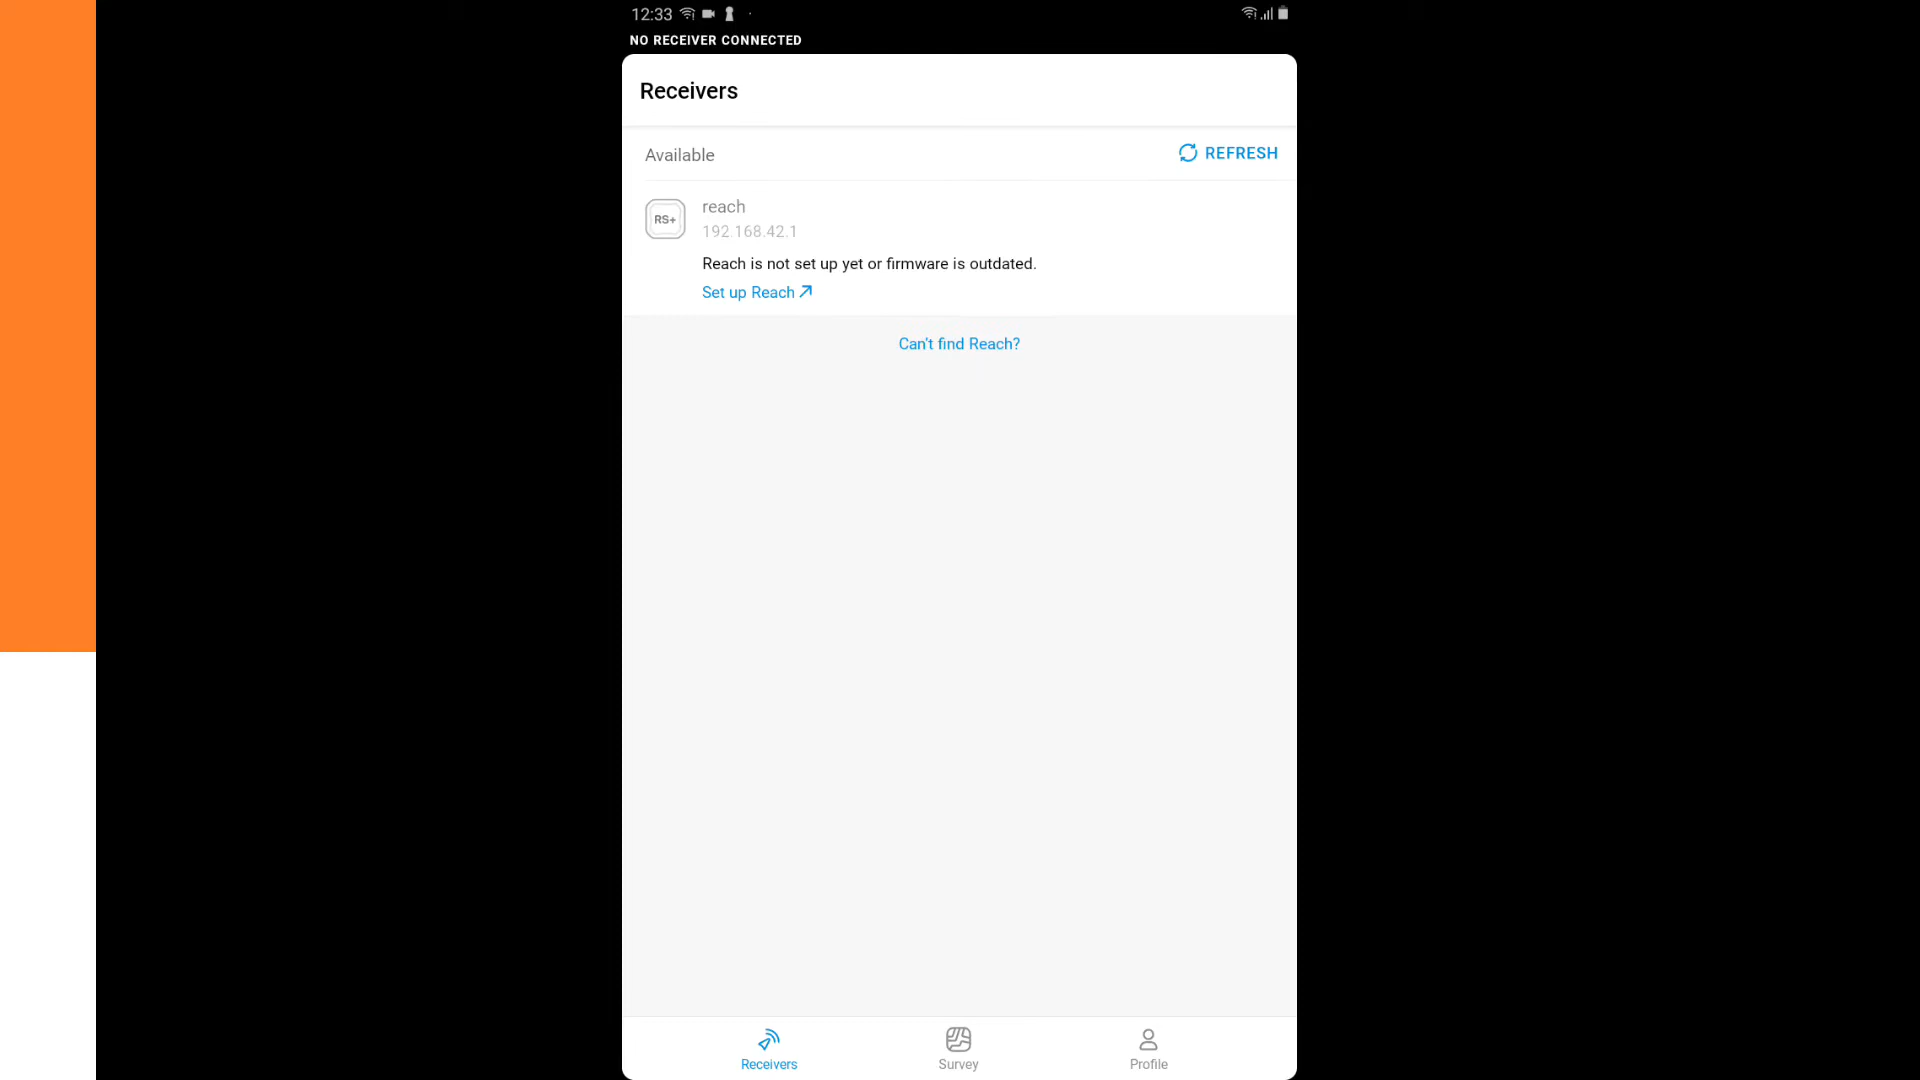 12:33
NO RECEIVER CONNECTED
Receivers
Available
REFRESH
RS+
reach
192.168.42.1
Reach is not set up yet or firmware is outdated.
Set up Reach
Can't find Reach?
Receivers
Survey
Profile